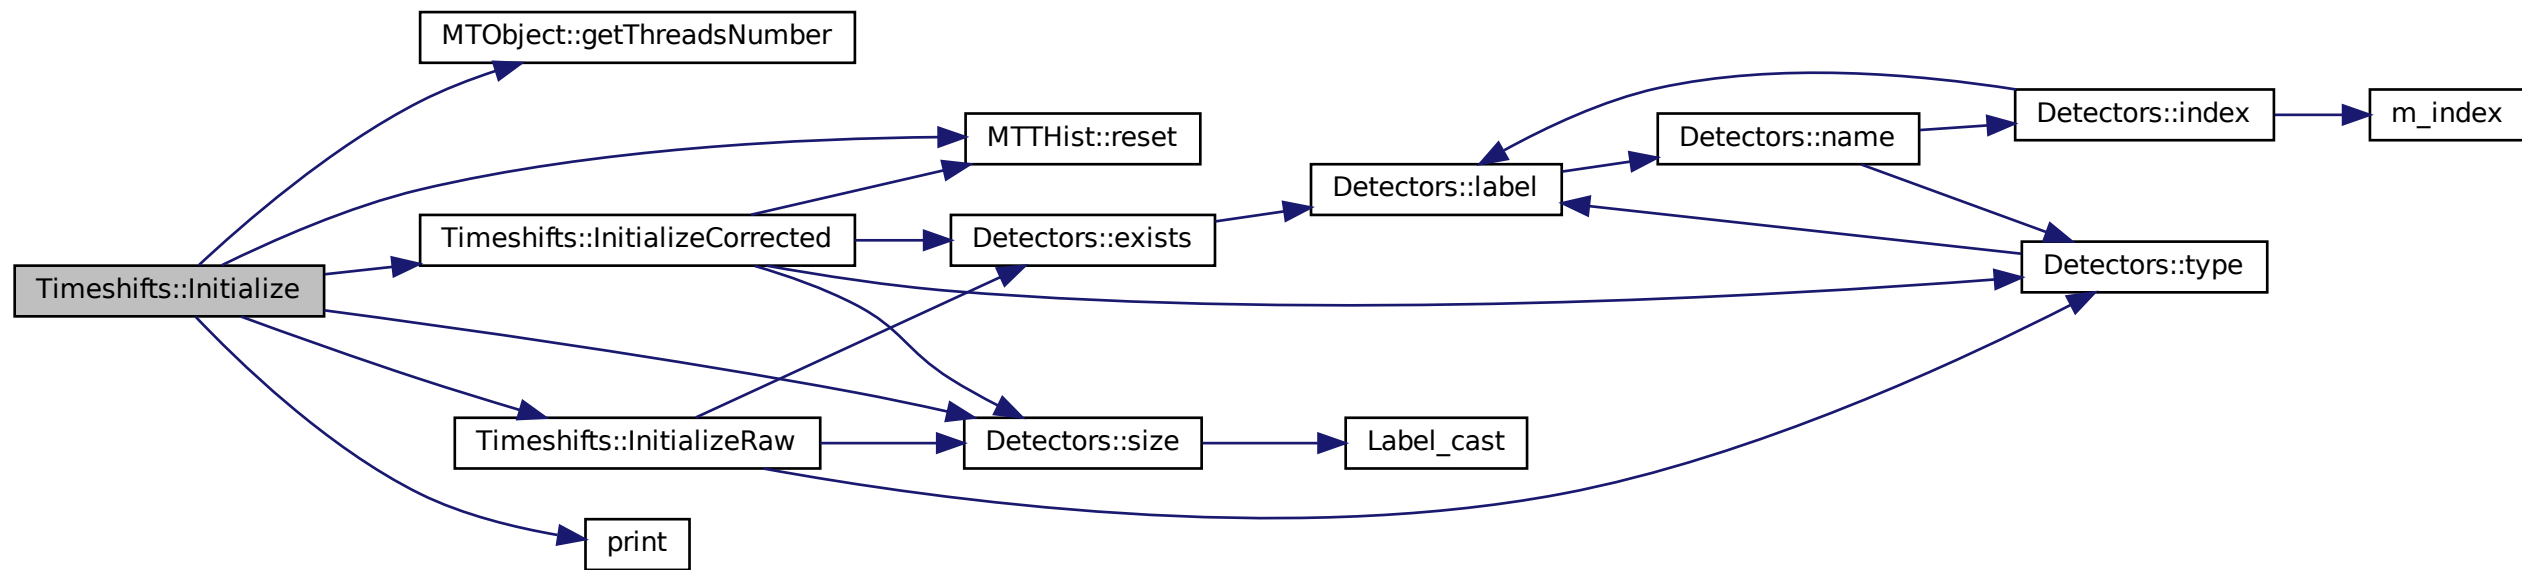 Timeshifts::Initialize
MTObject::getThreadsNumber
MTTHist::reset
Timeshifts::InitializeCorrected
Detectors::exists
Detectors::label
Detectors::name
Detectors::index
m_index
Detectors::type
Timeshifts::InitializeRaw
Detectors::size
Label_cast
print